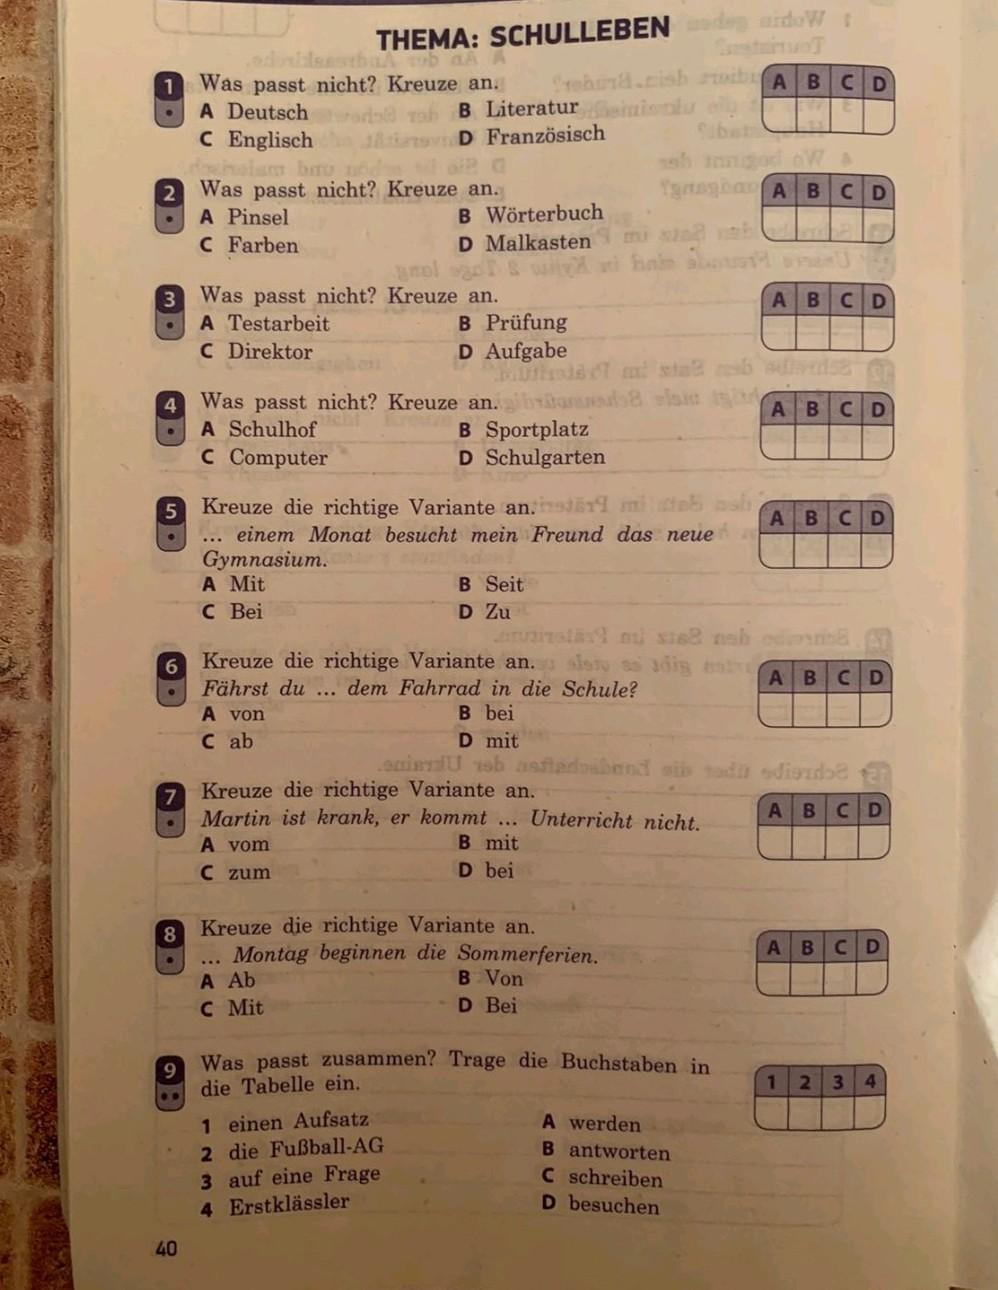 THEMA: SCHULLEBEN
1 Was passt nicht? Kreuze an.
A Deutsch B Literatur
C Englisch D Französisch
A B C D
2 Was passt nicht? Kreuze an.
A Pinsel B Wörterbuch
C Farben D Malkasten
A B C D
3 Was passt nicht? Kreuze an.
A Testarbeit B Prüfung
C Direktor D Aufgabe
A B C D
4 Was passt nicht? Kreuze an.
A Schulhof B Sportplatz
C Computer D Schulgarten
A B C D
5 Kreuze die richtige Variante an.
... einem Monat besucht mein Freund das neue
Gymnasium.
A Mit B Seit
C Bei D Zu
A B C D
6 Kreuze die richtige Variante an.
Fährst du ... dem Fahrrad in die Schule?
A von B bei
C ab D mit
A B C D
7 Kreuze die richtige Variante an.
Martin ist krank, er kommt ... Unterricht nicht.
A vom B mit
C zum D bei
A B C D
8 Kreuze die richtige Variante an.
... Montag beginnen die Sommerferien.
A Ab B Von
C Mit D Bei
A B C D
9 Was passt zusammen? Trage die Buchstaben in
die Tabelle ein.
1 2 3 4
1 einen Aufsatz A werden
2 die Fußball-AG B antworten
3 auf eine Frage C schreiben
4 Erstklässler D besuchen
40